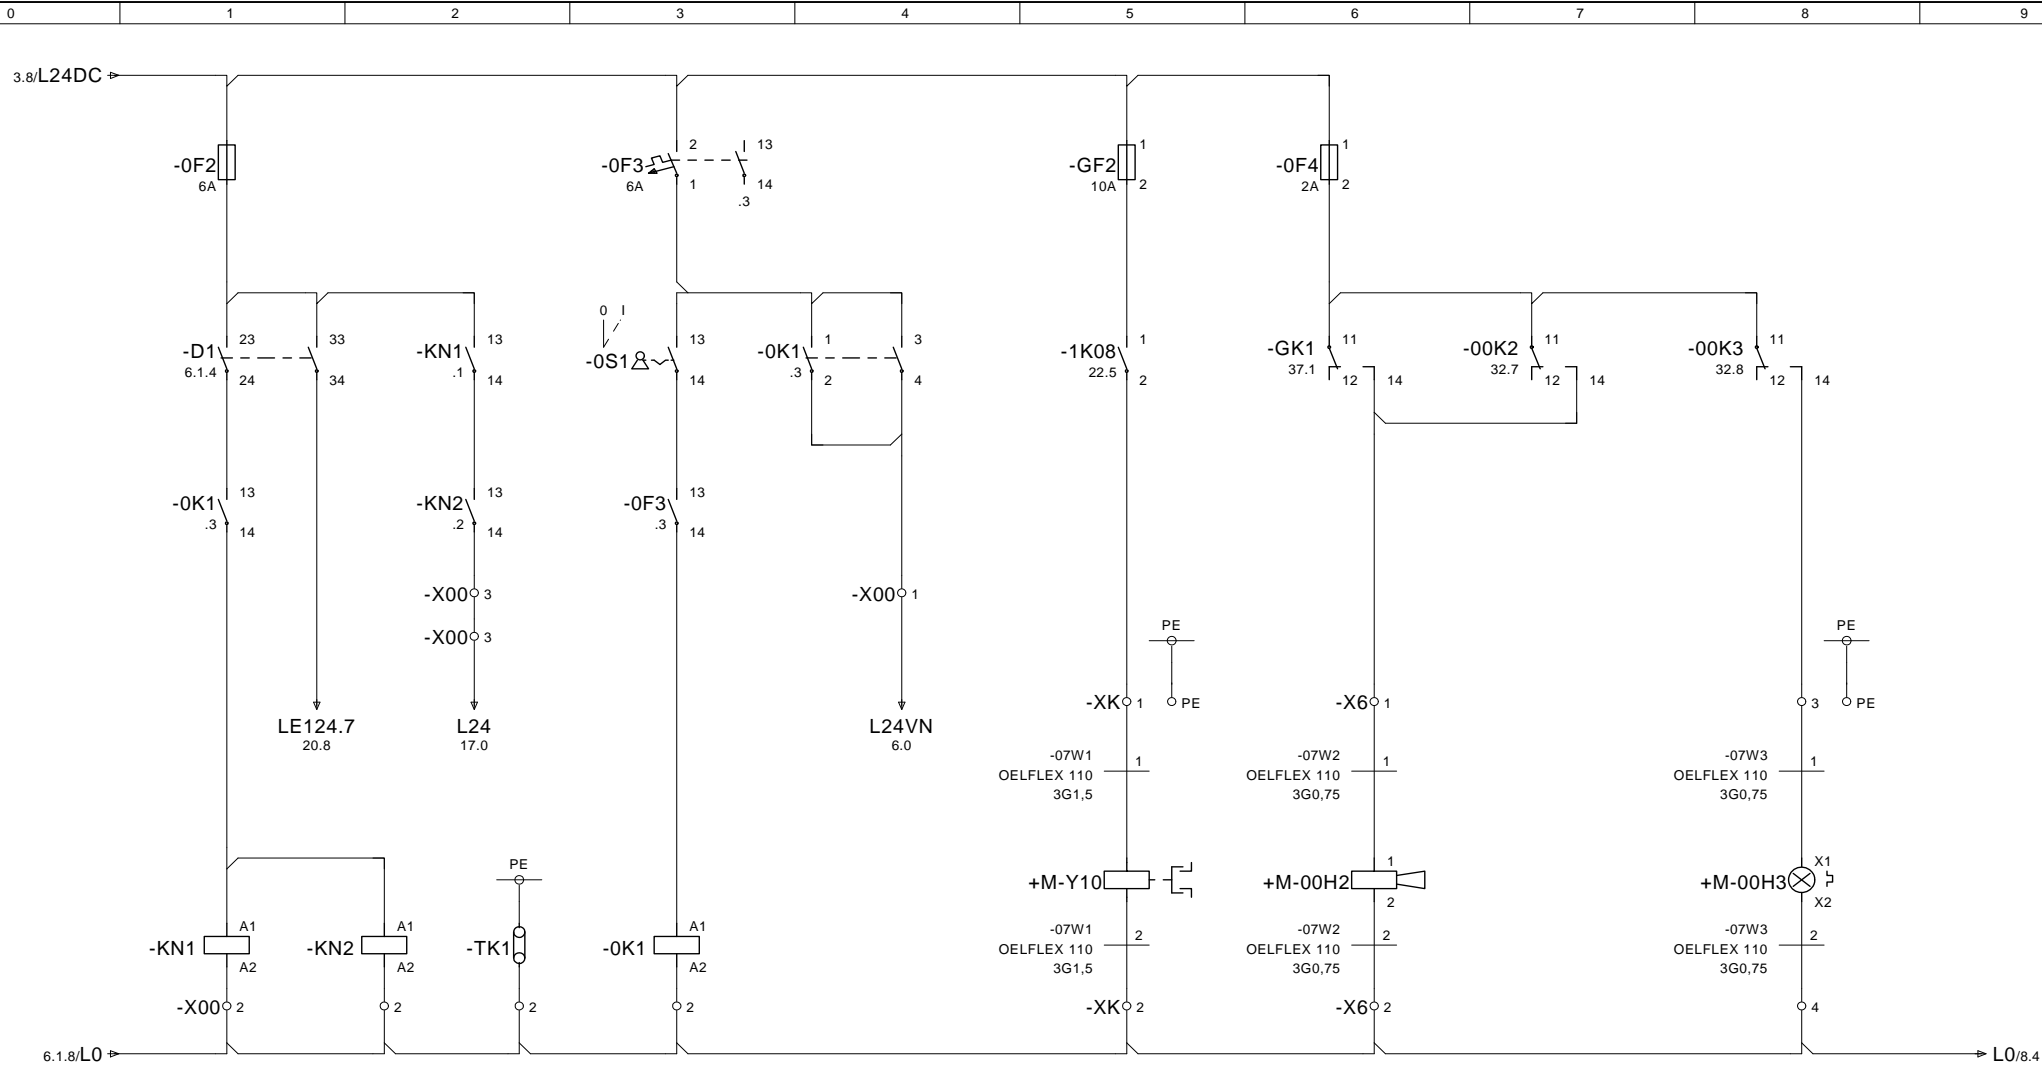 0 1 2 3 4 5 6 7 8 9
3.8/L24DC
-0F2
6A
-0F3
6A
2
1
13
14
.3
-GF2
10A
1
2
-0F4
2A
1
2
-D1
6.1.4
23
24
33
34
-KN1
.1
13
14
0 I
-0S1
13
14
-0K1
.3
1
2
3
4
-1K08
22.5
1
2
-GK1
37.1
11
12
14
-00K2
32.7
11
12
14
-00K3
32.8
11
12
14
-0K1
.3
13
14
-KN2
.2
13
14
-0F3
.3
13
14
-X00 3
-X00 3
-X00 1
PE
PE
-XK 1
PE
-X6 1
3
PE
LE124.7
20.8
L24
17.0
L24VN
6.0
-07W1
OELFLEX 110
3G1,5
1
-07W2
OELFLEX 110
3G0,75
1
-07W3
OELFLEX 110
3G0,75
1
PE
+M-Y10
+M-00H2
1
2
+M-00H3
X1
X2
-KN1
A1
A2
-KN2
A1
A2
-TK1
-0K1
A1
A2
-07W1
OELFLEX 110
3G1,5
2
-07W2
OELFLEX 110
3G0,75
2
-07W3
OELFLEX 110
3G0,75
2
-X00 2
2
2
2
-XK 2
-X6 2
4
6.1.8/L0
L0/8.4